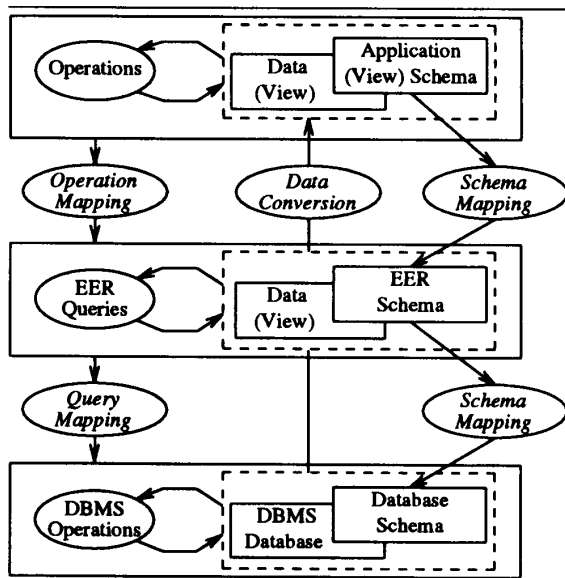 Operations
Data
(View)
Application
(View) Schema
Operation
Mapping
Data
Conversion
Schema
Mapping
EER
Queries
Data
(View)
EER
Schema
Query
Mapping
Schema
Mapping
DBMS
Operations
DBMS
Database
Database
Schema